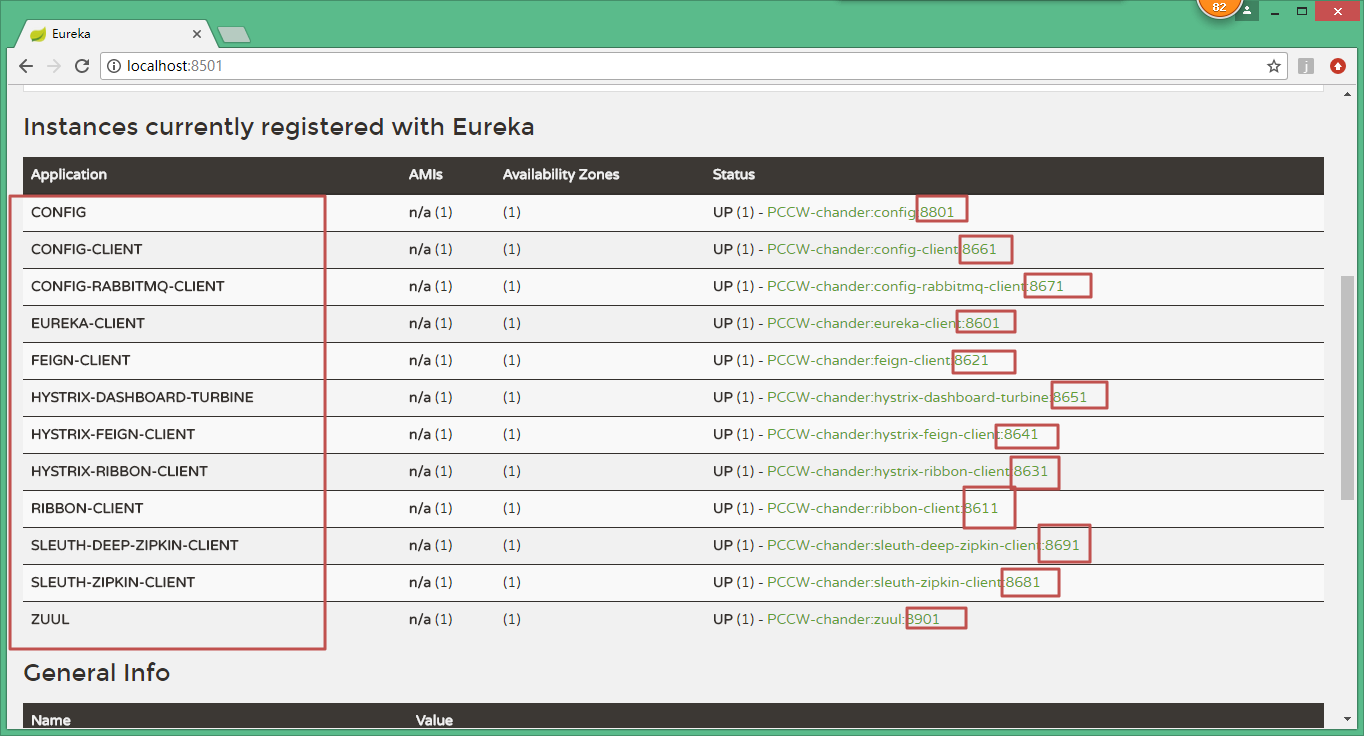 82
Eureka
localhost:8501
Instances currently registered with Eureka
Application AMIs Availability Zones Status
CONFIG n/a (1) (1) UP (1) - PCCW-chander:config:8801
CONFIG-CLIENT n/a (1) (1) UP (1) - PCCW-chander:config-client:8661
CONFIG-RABBITMQ-CLIENT n/a (1) (1) UP (1) - PCCW-chander:config-rabbitmq-client:8671
EUREKA-CLIENT n/a (1) (1) UP (1) - PCCW-chander:eureka-client:8601
FEIGN-CLIENT n/a (1) (1) UP (1) - PCCW-chander:feign-client:8621
HYSTRIX-DASHBOARD-TURBINE n/a (1) (1) UP (1) - PCCW-chander:hystrix-dashboard-turbine:8651
HYSTRIX-FEIGN-CLIENT n/a (1) (1) UP (1) - PCCW-chander:hystrix-feign-client:8641
HYSTRIX-RIBBON-CLIENT n/a (1) (1) UP (1) - PCCW-chander:hystrix-ribbon-client:8631
RIBBON-CLIENT n/a (1) (1) UP (1) - PCCW-chander:ribbon-client:8611
SLEUTH-DEEP-ZIPKIN-CLIENT n/a (1) (1) UP (1) - PCCW-chander:sleuth-deep-zipkin-client:8691
SLEUTH-ZIPKIN-CLIENT n/a (1) (1) UP (1) - PCCW-chander:sleuth-zipkin-client:8681
ZUUL n/a (1) (1) UP (1) - PCCW-chander:zuul:8901
General Info
Name Value